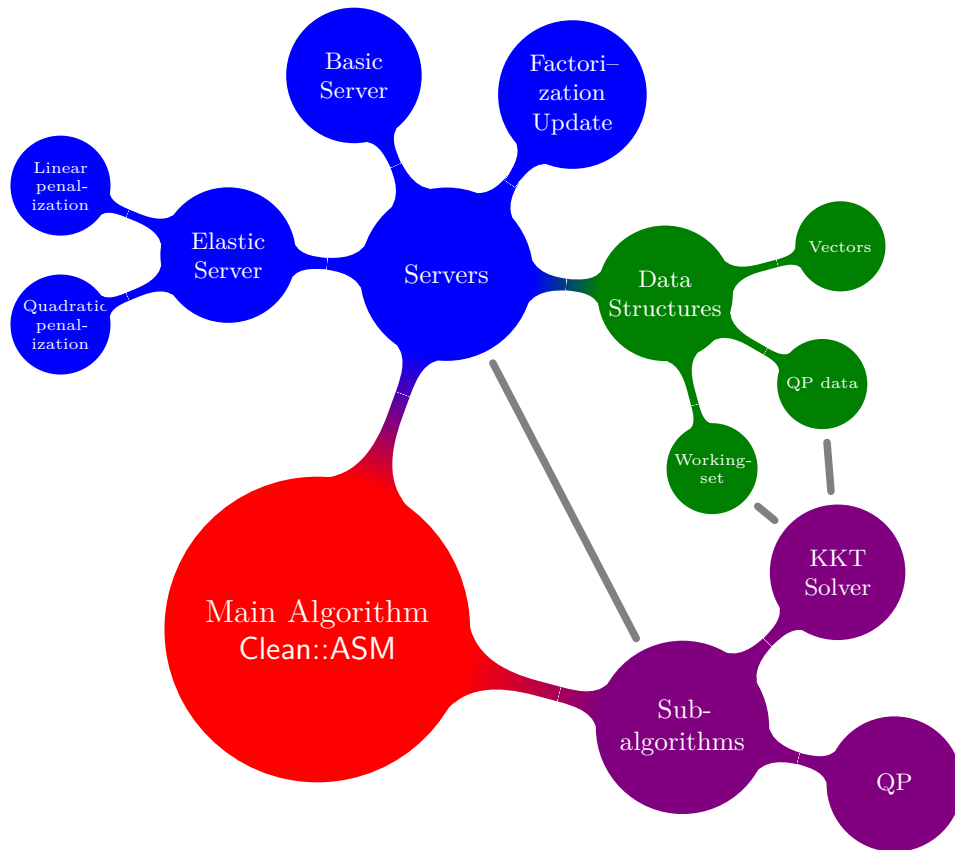 Basic
Server
Factori–
zation
Update
Linear
penal-
ization
Elastic
Server
Servers
Data
Structures
Vectors
Quadratic
penal-
ization
QP data
Working-
set
KKT
Solver
Main Algorithm
Clean::ASM
Sub-
algorithms
QP